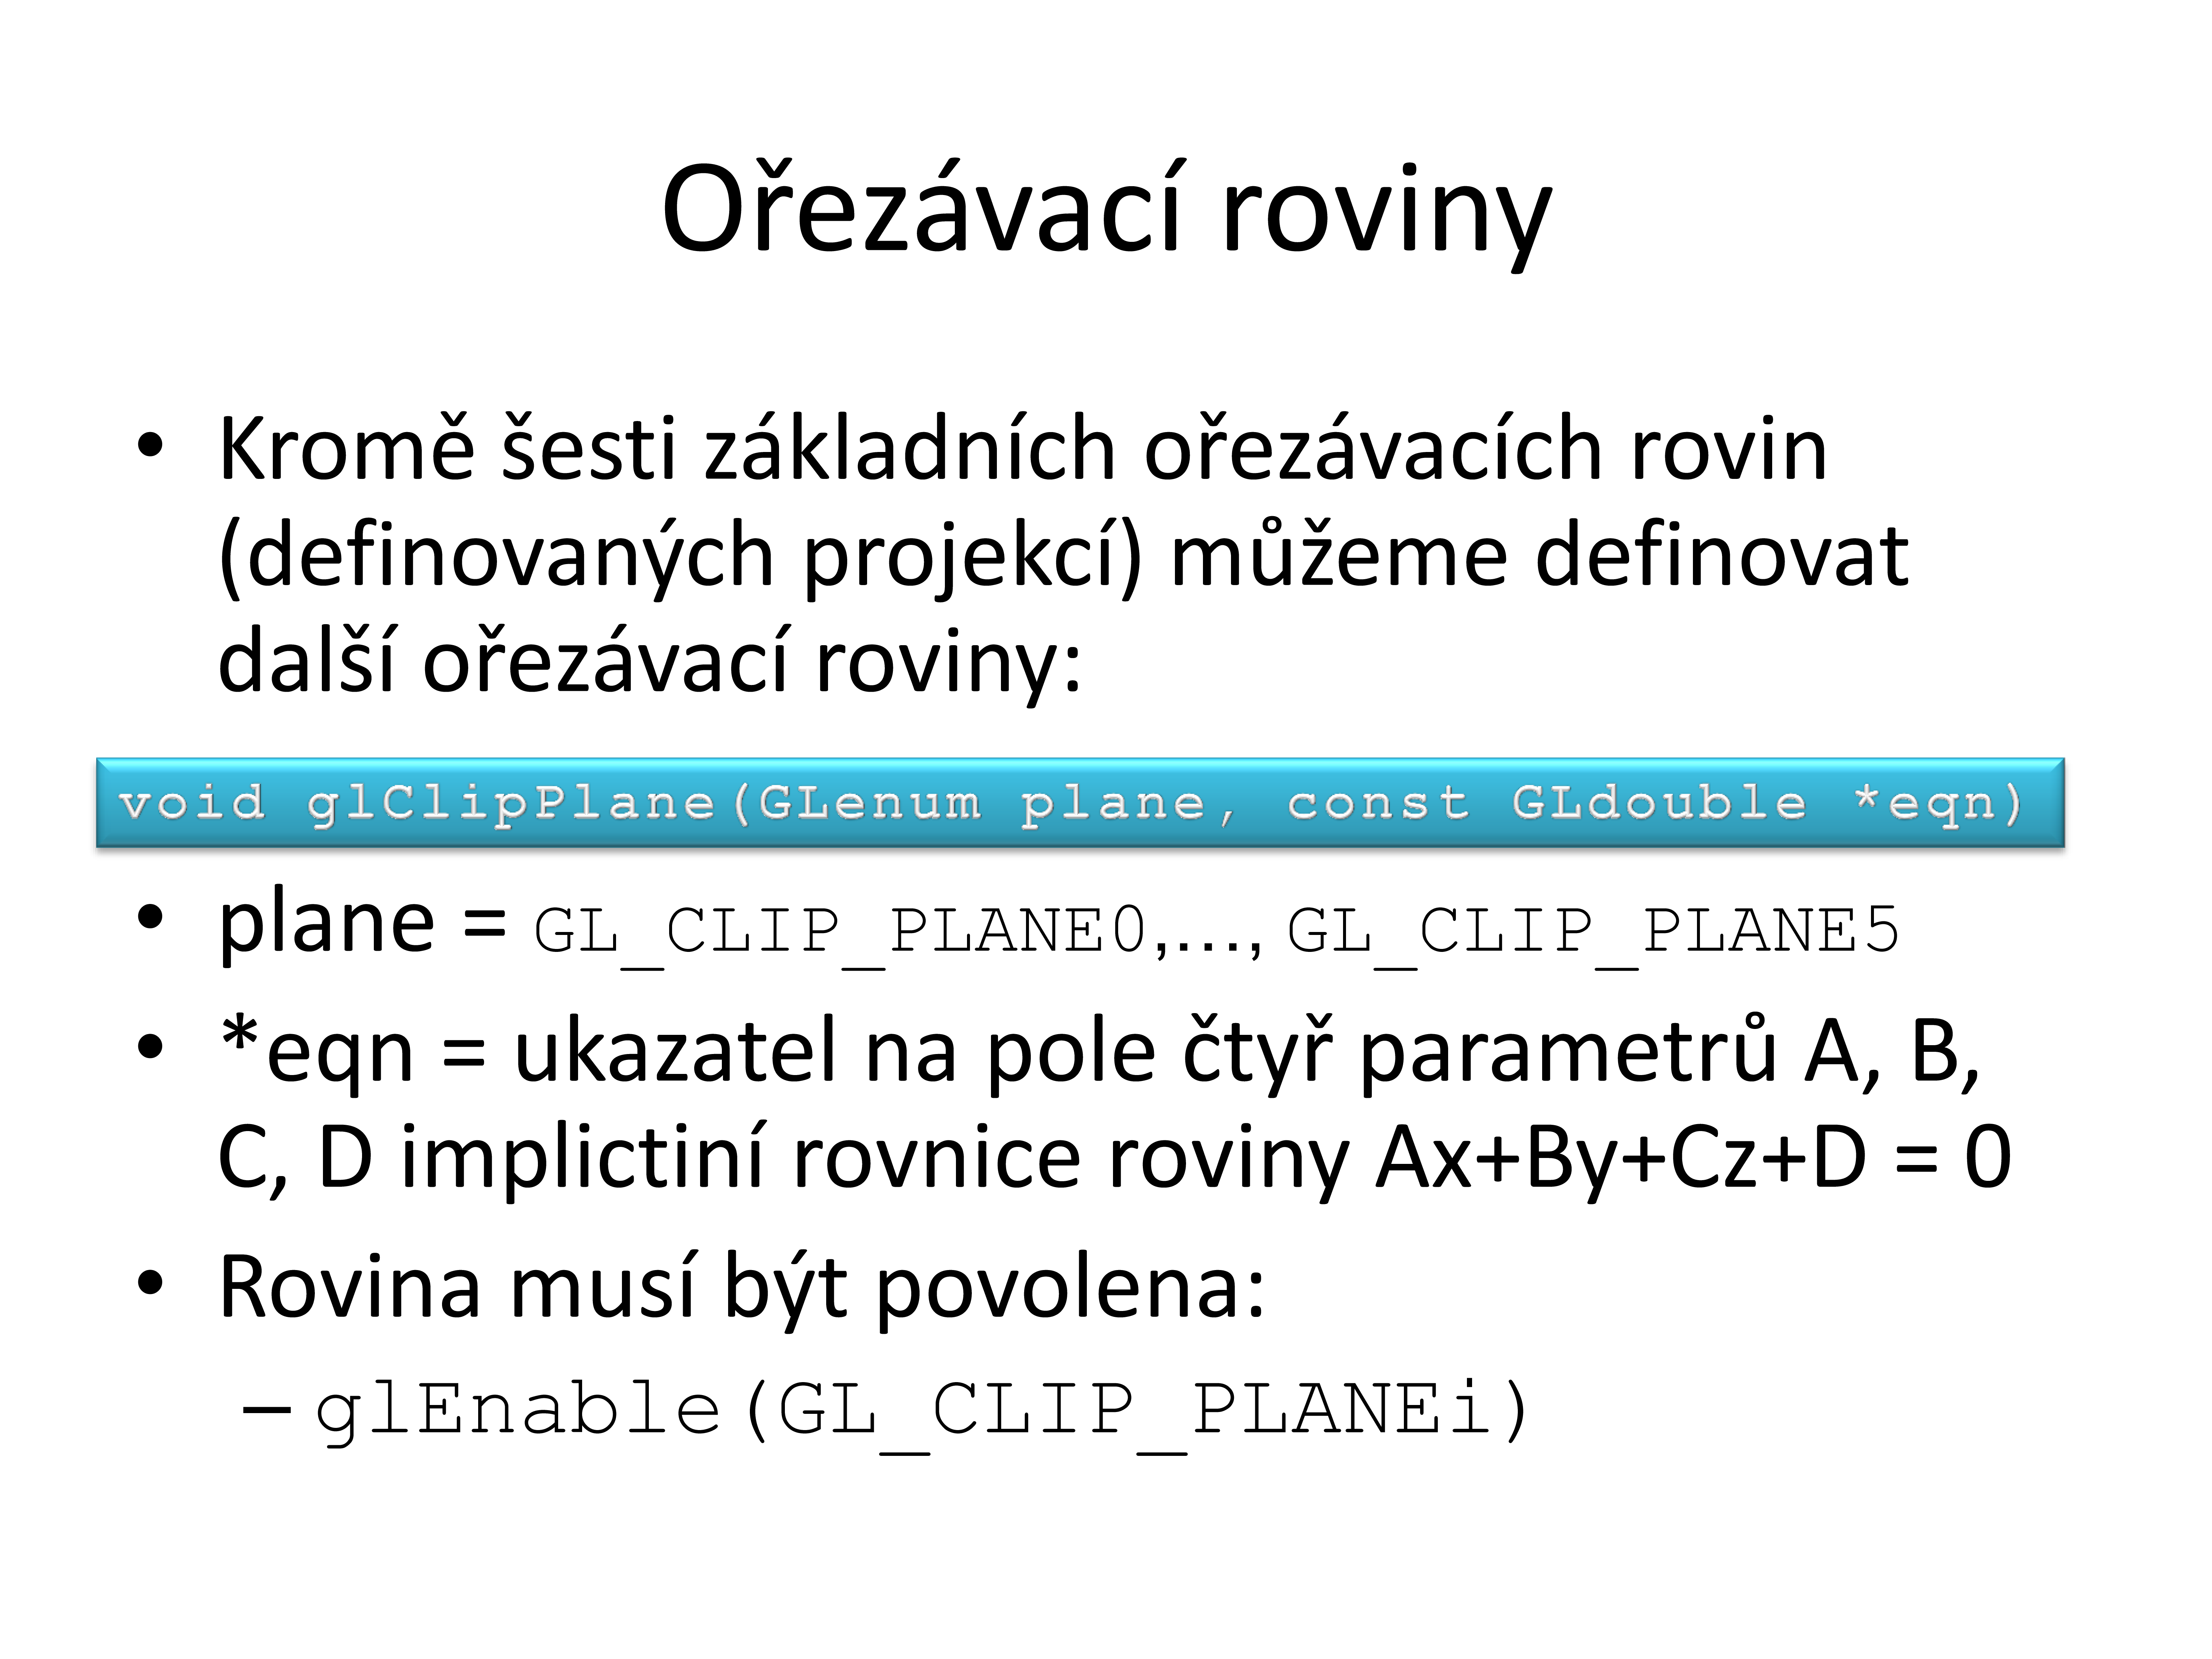 Ořezávací roviny
• Kromě šesti základních ořezávacích rovin
(definovaných projekcí) můžeme definovat
další ořezávací roviny:
void glClipPlane(GLenum plane, const GLdouble *eqn)
• plane = GL_CLIP_PLANE0,..., GL_CLIP_PLANE5
• *eqn = ukazatel na pole čtyř parametrů A, B,
C, D implictiní rovnice roviny Ax+By+Cz+D = 0
• Rovina musí být povolena:
– glEnable(GL_CLIP_PLANEi)